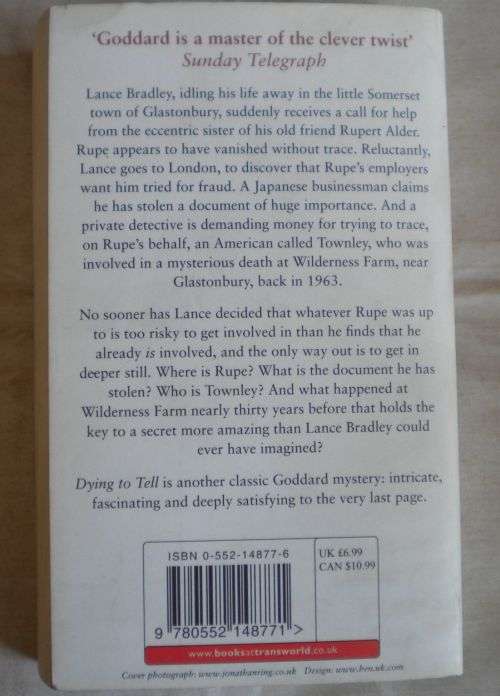 'Goddard is a master of the clever twist'
Sunday Telegraph
Lance Bradley, idling his life away in the little Somerset
town of Glastonbury, suddenly receives a call for help
from the eccentric sister of his old friend Rupert Alder.
Rupe appears to have vanished without trace. Reluctantly,
Lance goes to London, to discover that Rupe's employers
want him tried for fraud. A Japanese businessman claims
he has stolen a document of huge importance. And a
private detective is demanding money for trying to trace,
on Rupe's behalf, an American called Townley, who was
involved in a mysterious death at Wilderness Farm, near
Glastonbury, back in 1963.
No sooner has Lance decided that whatever Rupe was up
to is too risky to get involved in than he finds that he
already is involved, and the only way out is to get in
deeper still. Where is Rupe? What is the document he has
stolen? Who is Townley? And what happened at
Wilderness Farm nearly thirty years before that holds the
key to a secret more amazing than Lance Bradley could
ever have imagined?
Dying to Tell is another classic Goddard mystery: intricate,
fascinating and deeply satisfying to the very last page.
ISBN 0-552-14877-6
UK £6.99
CAN $10.99
9 780552 148771 >
www.booksattransworld.co.uk
Cover photograph: www.jonathanring.co.uk Design: www.hen.uk.com